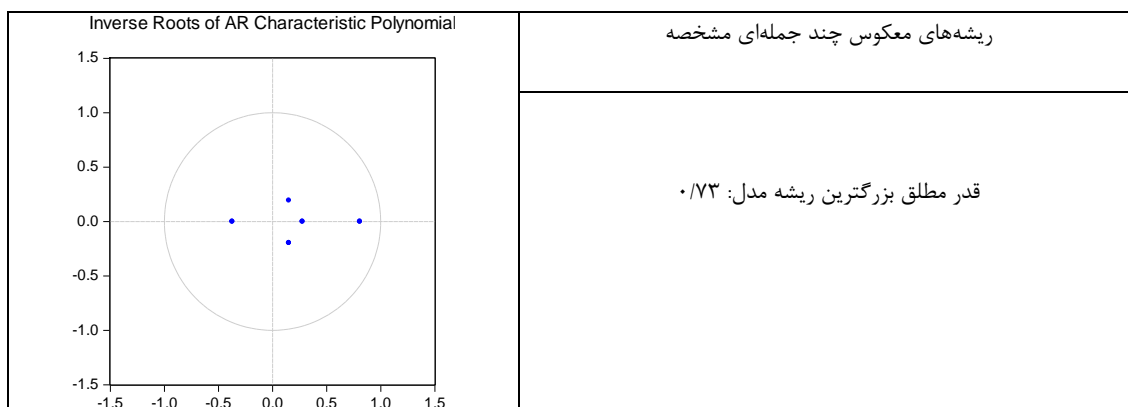 Inverse Roots of AR Characteristic Polynomial
1.5
1.0
0.5
0.0
-0.5
-1.0
-1.5
-1.5 -1.0 -0.5 0.0 0.5 1.0 1.5
ریشه‌های معکوس چند جمله‌ای مشخصه
قدر مطلق بزرگترین ریشه مدل: ۰/۷۳